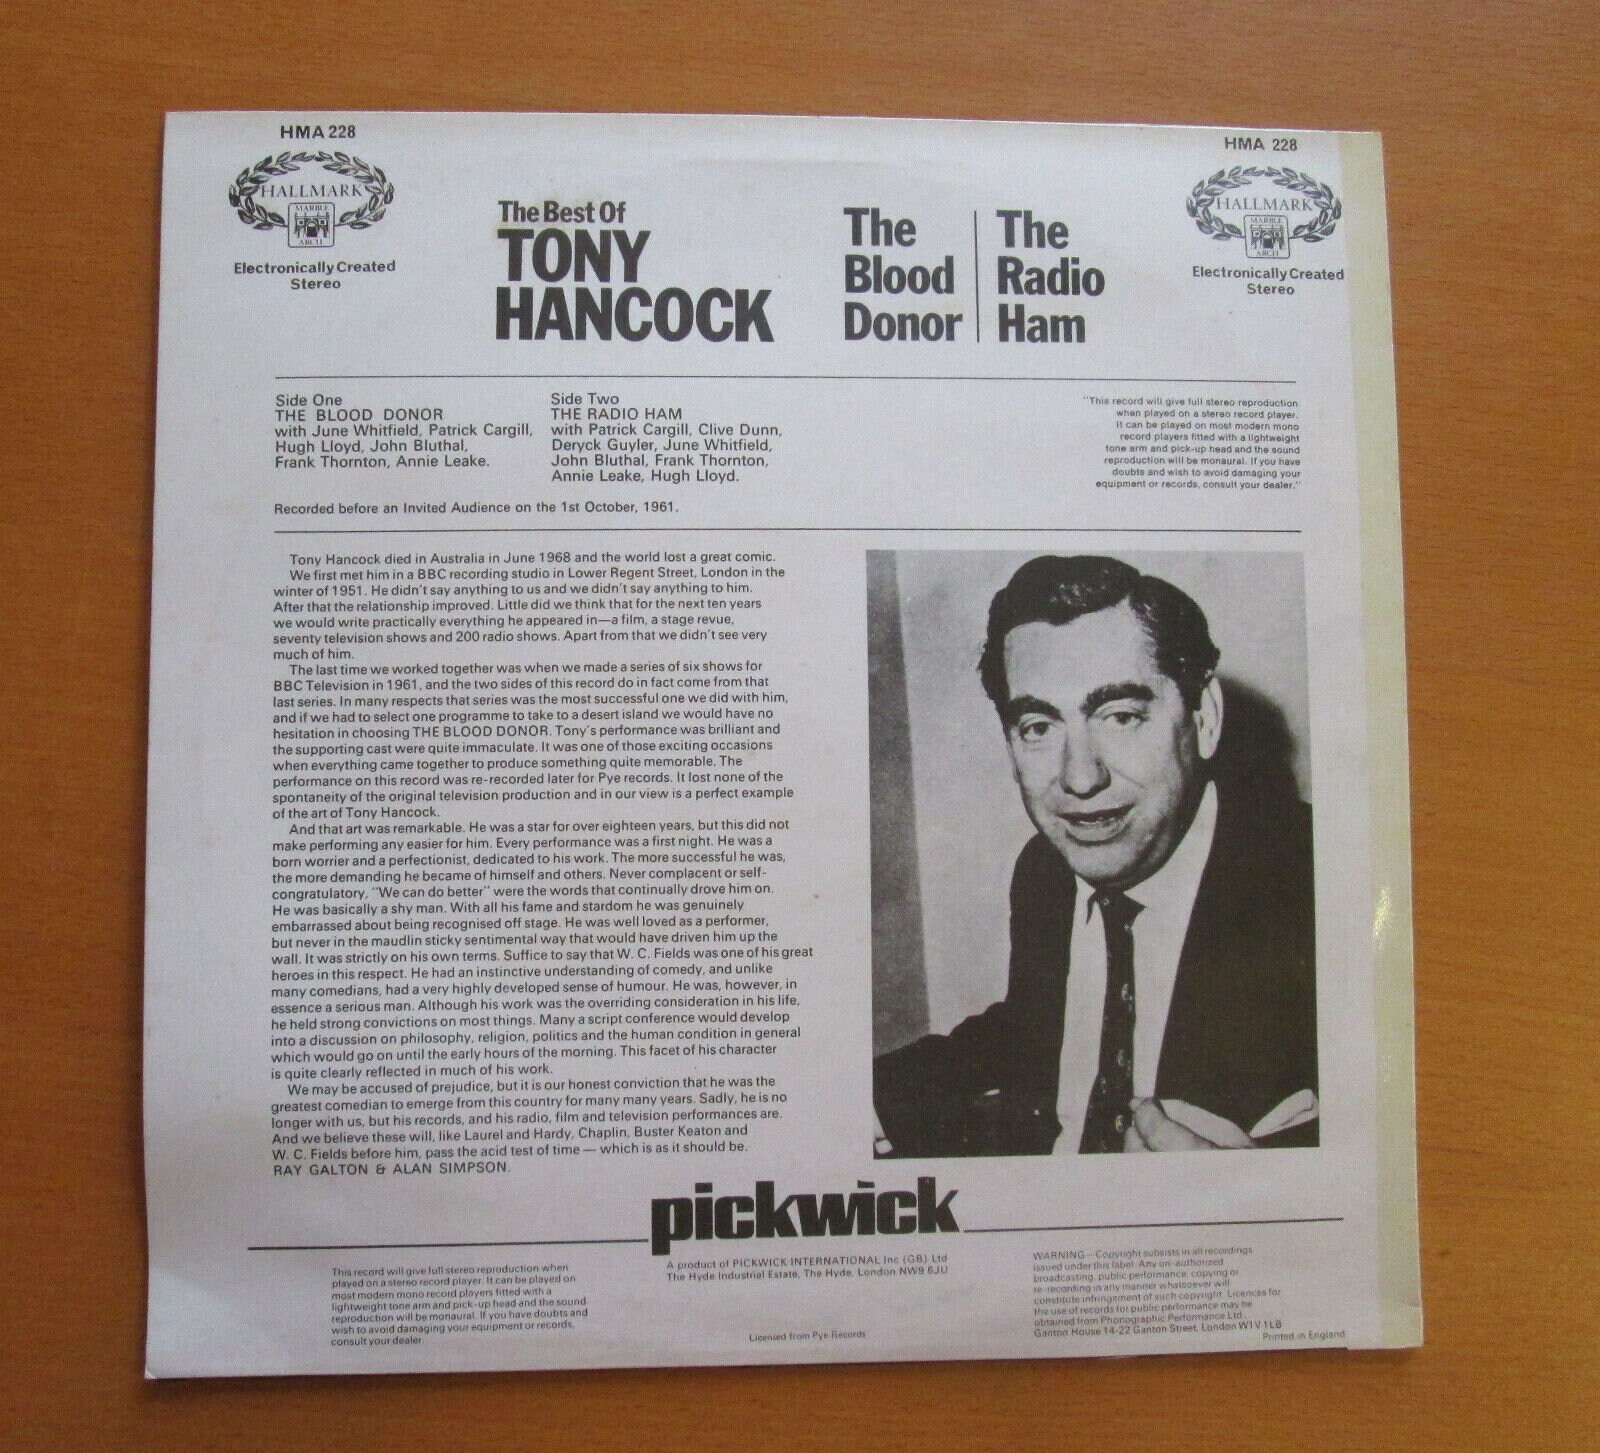 HMA 228
HALLMARK
MARBLE
ARCH
Electronically Created
Stereo
The Best Of
TONY
HANCOCK
The
Blood
Donor
The
Radio
Ham
HMA 228
HALLMARK
MARBLE
ARCH
Electronically Created
Stereo
Side One
THE BLOOD DONOR
with June Whitfield, Patrick Cargill,
Hugh Lloyd, John Bluthal,
Frank Thornton, Annie Leake.
Side Two
THE RADIO HAM
with Patrick Cargill, Clive Dunn,
Deryck Guyler, June Whitfield,
John Bluthal, Frank Thornton,
Annie Leake, Hugh Lloyd.
"This record will give full stereo reproduction
when played on a stereo record player.
It can be played on most modern mono
record players fitted with a lightweight
tone arm and pick-up head and the sound
reproduction will be monaural. If you have
doubts and wish to avoid damaging your
equipment or records, consult your dealer."
Recorded before an Invited Audience on the 1st October, 1961.
Tony Hancock died in Australia in June 1968 and the world lost a great comic.
We first met him in a BBC recording studio in Lower Regent Street, London in the
winter of 1951. He didn't say anything to us and we didn't say anything to him.
After that the relationship improved. Little did we think that for the next ten years
we would write practically everything he appeared in—a film, a stage revue,
seventy television shows and 200 radio shows. Apart from that we didn't see very
much of him.
The last time we worked together was when we made a series of six shows for
BBC Television in 1961, and the two sides of this record do in fact come from that
last series. In many respects that series was the most successful one we did with him,
and if we had to select one programme to take to a desert island we would have no
hesitation in choosing THE BLOOD DONOR. Tony's performance was brilliant and
the supporting cast were quite immaculate. It was one of those exciting occasions
when everything came together to produce something quite memorable. The
performance on this record was re-recorded later for Pye records. It lost none of the
spontaneity of the original television production and in our view is a perfect example
of the art of Tony Hancock.
And that art was remarkable. He was a star for over eighteen years, but this did not
make performing any easier for him. Every performance was a first night. He was a
born worrier and a perfectionist, dedicated to his work. The more successful he was,
the more demanding he became of himself and others. Never complacent or self-
congratulatory, "We can do better" were the words that continually drove him on.
He was basically a shy man. With all his fame and stardom he was genuinely
embarrassed about being recognised off stage. He was well loved as a performer,
but never in the maudlin sticky sentimental way that would have driven him up the
wall. It was strictly on his own terms. Suffice to say that W. C. Fields was one of his great
heroes in this respect. He had an instinctive understanding of comedy, and unlike
many comedians, had a very highly developed sense of humour. He was, however, in
essence a serious man. Although his work was the overriding consideration in his life,
he held strong convictions on most things. Many a script conference would develop
into a discussion on philosophy, religion, politics and the human condition in general
which would go on until the early hours of the morning. This facet of his character
is quite clearly reflected in much of his work.
We may be accused of prejudice, but it is our honest conviction that he was the
greatest comedian to emerge from this country for many many years. Sadly, he is no
longer with us, but his records, and his radio, film and television performances are.
And we believe these will, like Laurel and Hardy, Chaplin, Buster Keaton and
W. C. Fields before him, pass the acid test of time — which is as it should be.
RAY GALTON & ALAN SIMPSON.
pickwick
This record will give full stereo reproduction when
played on a stereo record player. It can be played on
most modern mono record players fitted with a
lightweight tone arm and pick-up head and the sound
reproduction will be monaural. If you have doubts and
wish to avoid damaging your equipment or records,
consult your dealer.
A product of PICKWICK INTERNATIONAL Inc (GB) Ltd
The Hyde Industrial Estate, The Hyde, London NW9 6JU
Licensed from Pye Records
WARNING—Copyright subsists in all recordings
issued under this label. Any un-authorized
broadcasting, public performance, copying or
re-recording in any manner whatsoever will
constitute infringement of such copyright. Licences for
the use of records for public performance may be
obtained from Phonographic Performance Ltd.,
Ganton House 14-22 Ganton Street, London W1V 1LB
Printed in England